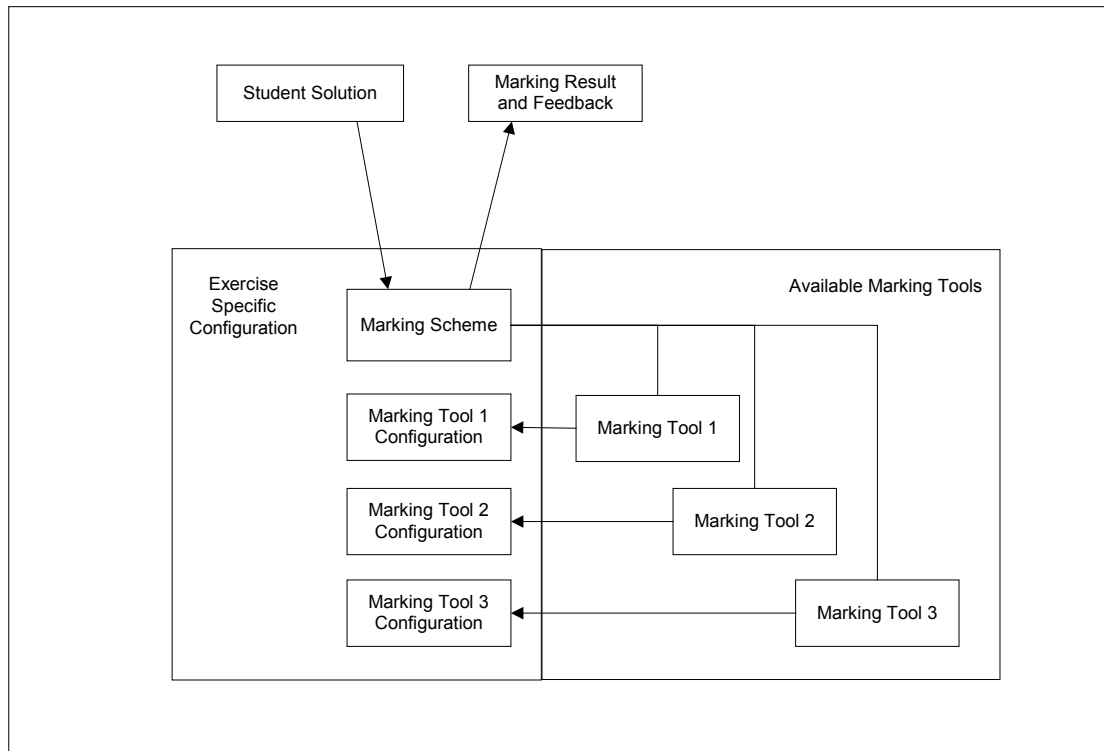 Student Solution
Marking Result
and Feedback
Exercise
Specific
Configuration
Available Marking Tools
Marking Scheme
Marking Tool 1
Configuration
Marking Tool 1
Marking Tool 2
Configuration
Marking Tool 2
Marking Tool 3
Configuration
Marking Tool 3